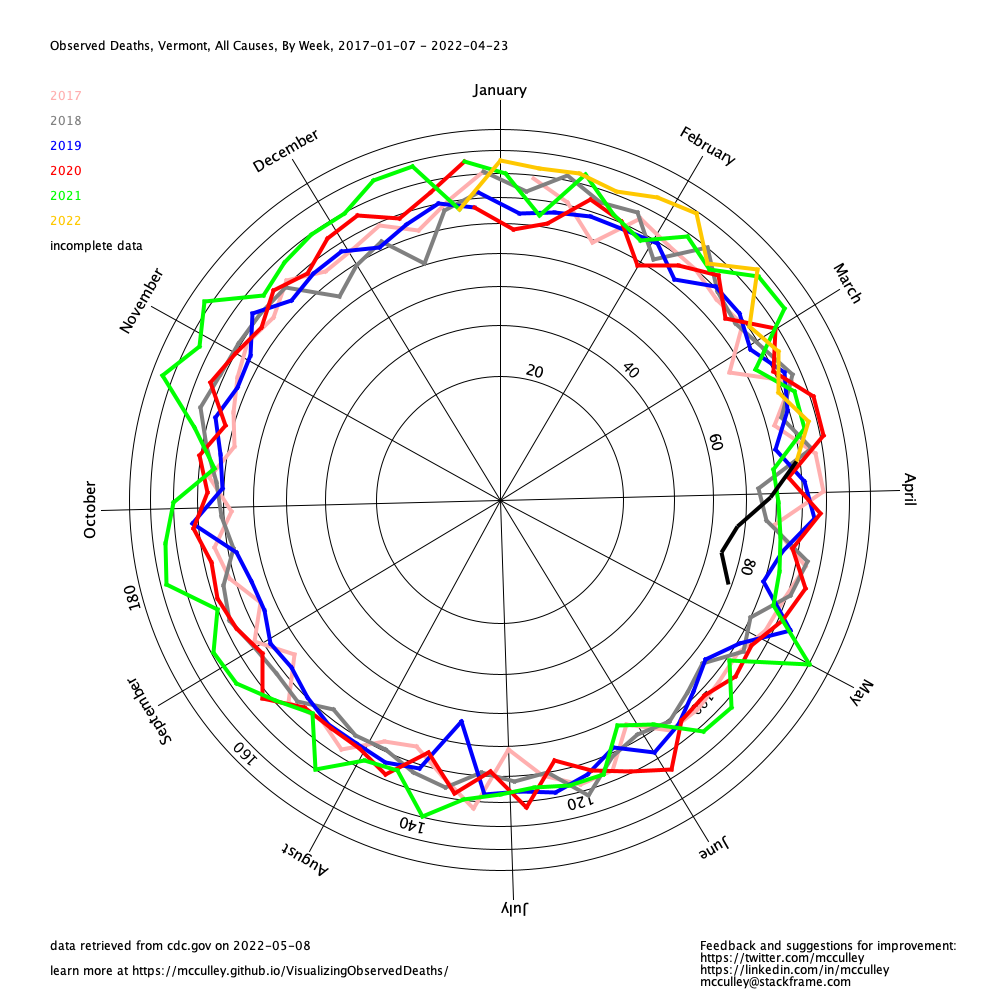 Observed Deaths, Vermont, All Causes, By Week, 2017-01-07 - 2022-04-23
January
2017
2018
2019
2020
2021
2022
incomplete data
December
February
November
March
20
40
60
April
October
80
180
May
September
160
120
140
June
August
July
data retrieved from cdc.gov on 2022-05-08
learn more at https://mcculley.github.io/VisualizingObservedDeaths/
Feedback and suggestions for improvement:
https://twitter.com/mcculley
https://linkedin.com/in/mcculley
mcculley@stackframe.com